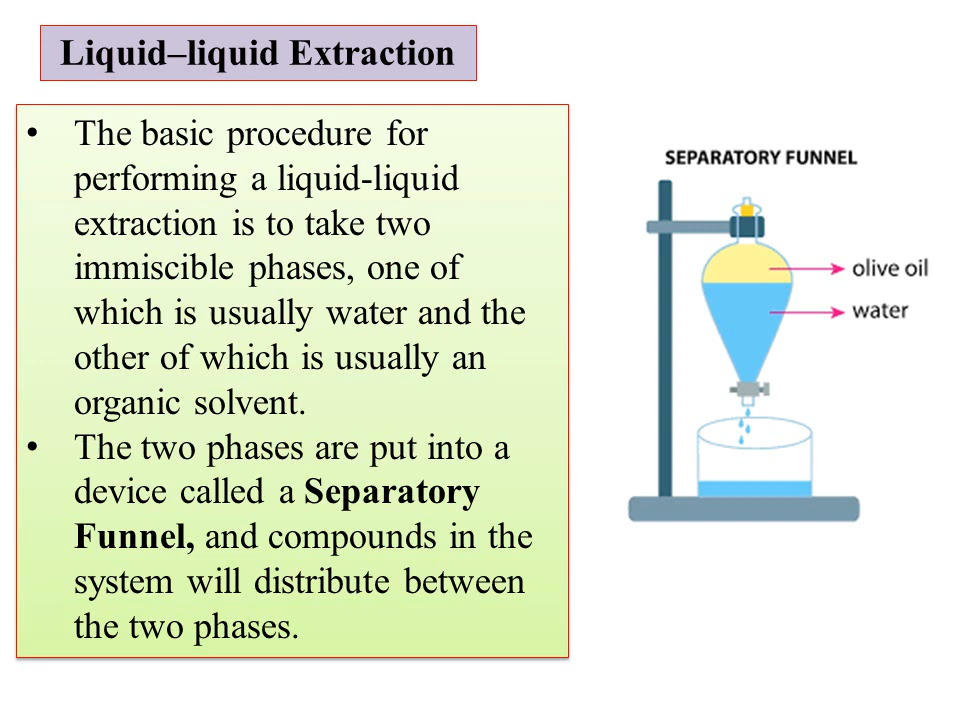 Liquid–liquid Extraction
• The basic procedure for
performing a liquid-liquid
extraction is to take two
immiscible phases, one of
which is usually water and the
other of which is usually an
organic solvent.
• The two phases are put into a
device called a Separatory
Funnel, and compounds in the
system will distribute between
the two phases.
SEPARATORY FUNNEL
olive oil
water